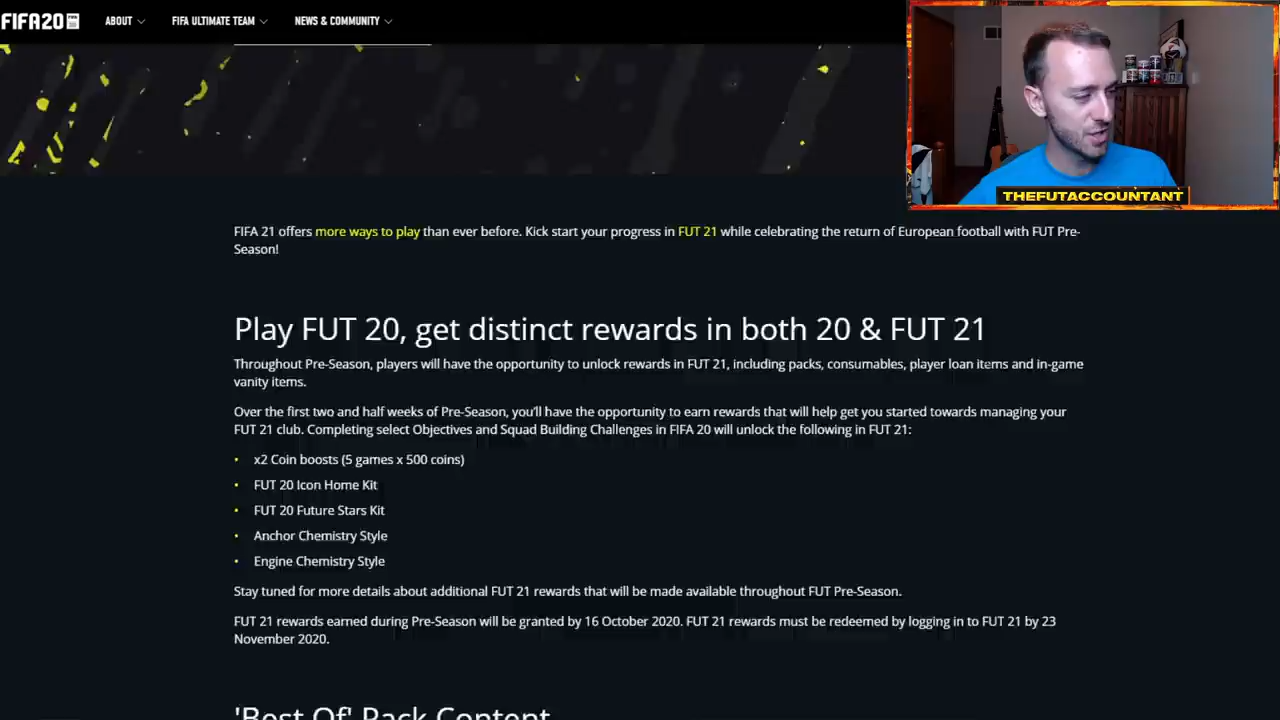 FIFA20
ABOUT
FIFA ULTIMATE TEAM
NEWS & COMMUNITY
THEFUTACCOUNTANT
FIFA 21 offers more ways to play than ever before. Kick start your progress in FUT 21 while celebrating the return of European football with FUT Pre-
Season!
Play FUT 20, get distinct rewards in both 20 & FUT 21
Throughout Pre-Season, players will have the opportunity to unlock rewards in FUT 21, including packs, consumables, player loan items and in-game
vanity items.
Over the first two and half weeks of Pre-Season, you'll have the opportunity to earn rewards that will help get you started towards managing your
FUT 21 club. Completing select Objectives and Squad Building Challenges in FIFA 20 will unlock the following in FUT 21:
• x2 Coin boosts (5 games x 500 coins)
• FUT 20 Icon Home Kit
• FUT 20 Future Stars Kit
• Anchor Chemistry Style
• Engine Chemistry Style
Stay tuned for more details about additional FUT 21 rewards that will be made available throughout FUT Pre-Season.
FUT 21 rewards earned during Pre-Season will be granted by 16 October 2020. FUT 21 rewards must be redeemed by logging in to FUT 21 by 23
November 2020.
'Best Of' Pack Content